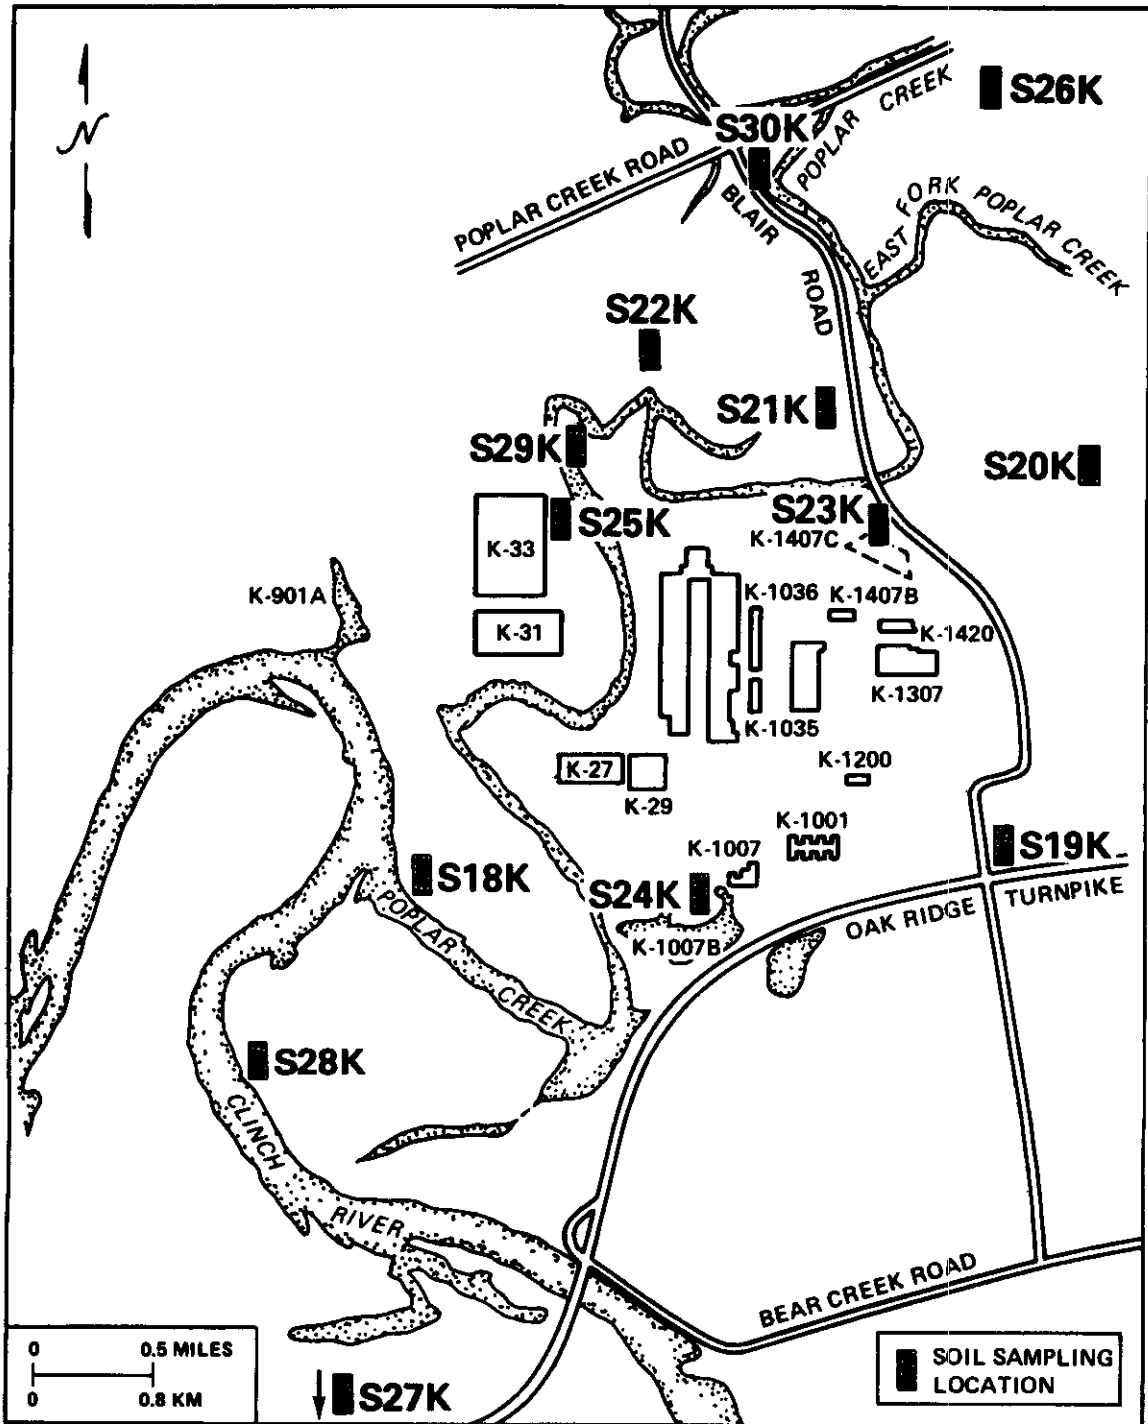 N
S26K
S30K
POPLAR CREEK
POPLAR CREEK ROAD
BLAIR
ROAD
EAST FORK POPLAR CREEK
S22K
S21K
S29K
S20K
S25K
S23K
K-33
K-1407C
K-901A
K-1036
K-1407B
K-31
K-1420
K-1307
K-1035
K-27
K-29
K-1200
K-1001
K-1007
S19K
S18K
S24K
OAK RIDGE TURNPIKE
K-1007B
POPLAR
CREEK
S28K
CLINCH
RIVER
BEAR CREEK ROAD
0 0.5 MILES
0 0.8 KM
S27K
SOIL SAMPLING
LOCATION